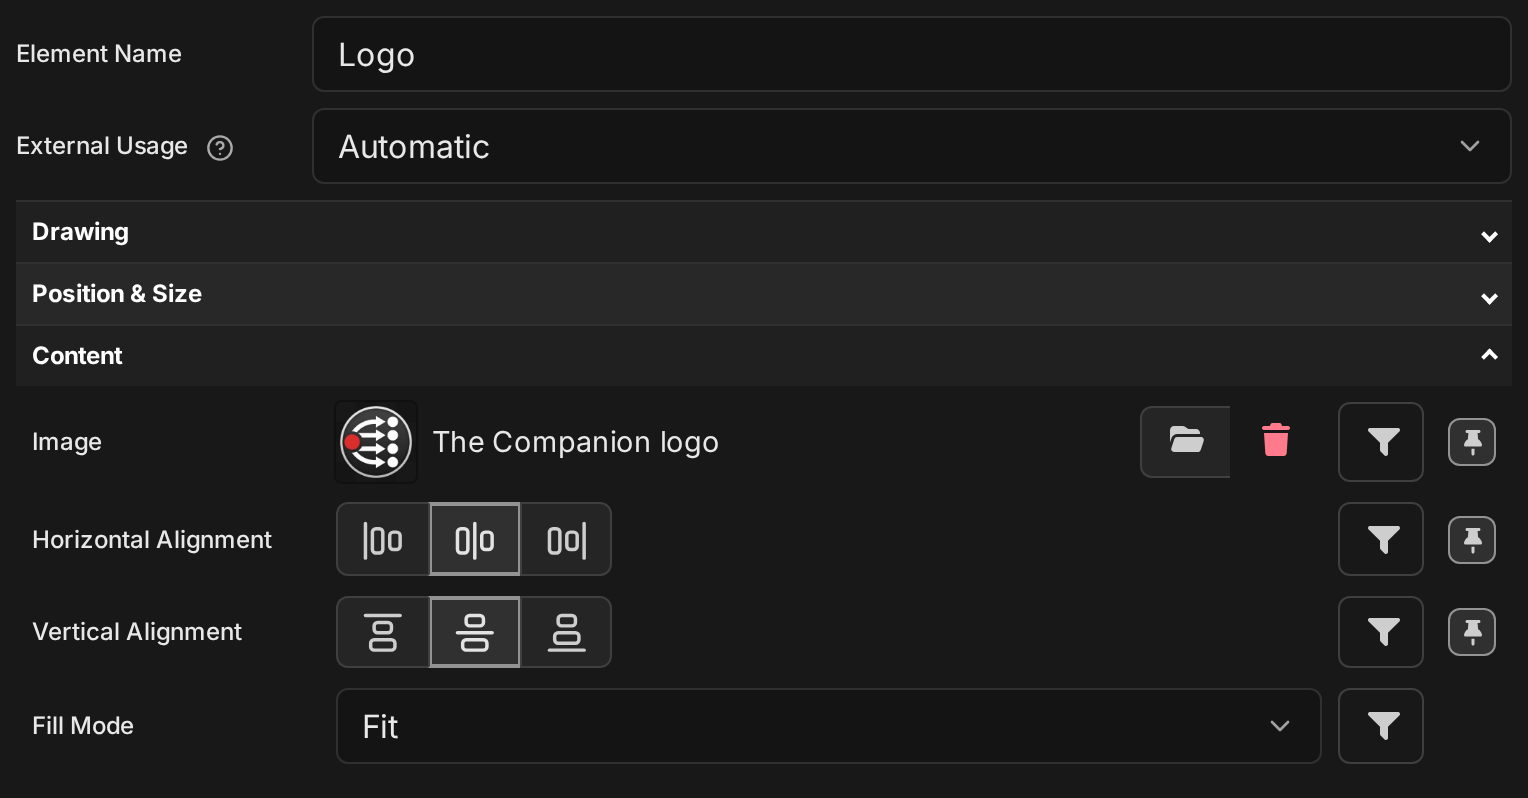 Element Name
Logo
External Usage
Automatic
Drawing
Position & Size
Content
Image
The Companion logo
Horizontal Alignment
Vertical Alignment
Fill Mode
Fit